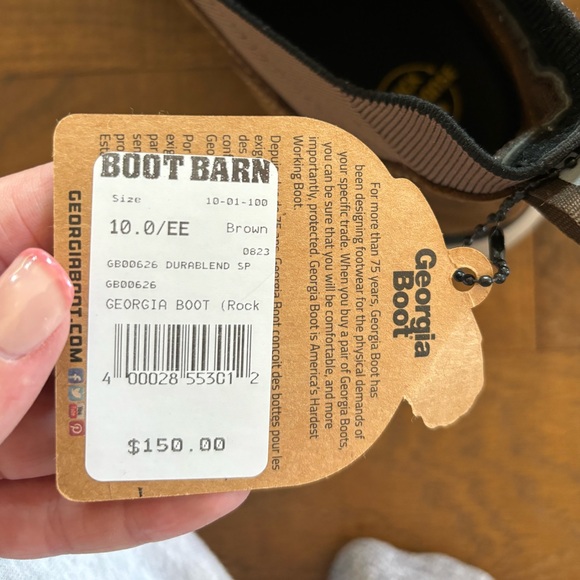 BOOT BARN
Size 10-01-100
10.0/EE Brown
0823
GB00626 DURABLEND SP
GB00626
GEORGIA BOOT (Rock
4 00028 55301 2
$150.00
Georgia
Boot
For more than 75 years, Georgia Boot has
been designing footwear for the physical demands of
your specific trade. When you buy a pair of Georgia Boots,
you can be sure that you will be comfortable, and more
importantly, protected. Georgia Boot is America's Hardest
Working Boot.
Depui
Georgia Boot conçoit des bottes pour les
exig
des
con
GEORGIABOOT.COM